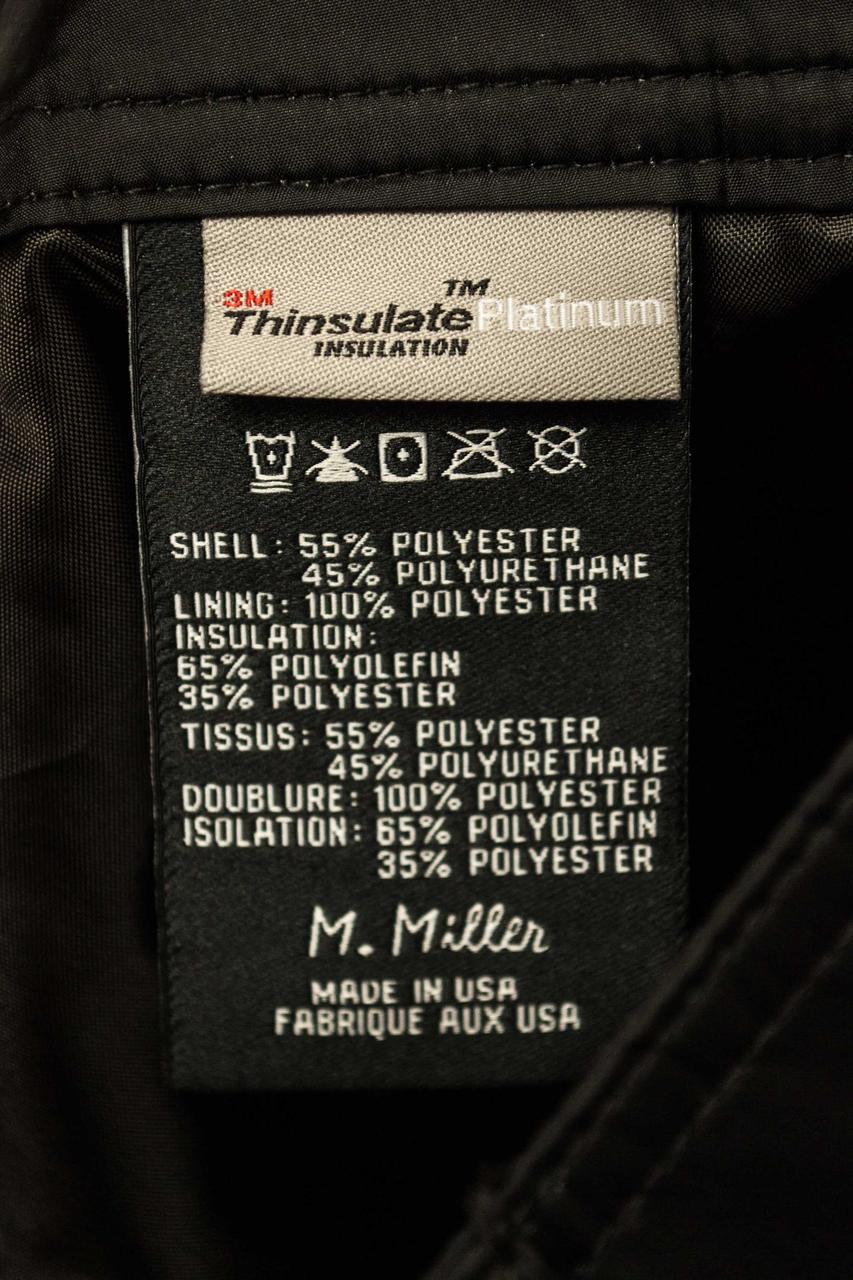 3M
Thinsulate™ Platinum
INSULATION
SHELL: 55% POLYESTER
45% POLYURETHANE
LINING: 100% POLYESTER
INSULATION:
65% POLYOLEFIN
35% POLYESTER
TISSUS: 55% POLYESTER
45% POLYURETHANE
DOUBLURE: 100% POLYESTER
ISOLATION: 65% POLYOLEFIN
35% POLYESTER
M. Miller
MADE IN USA
FABRIQUE AUX USA